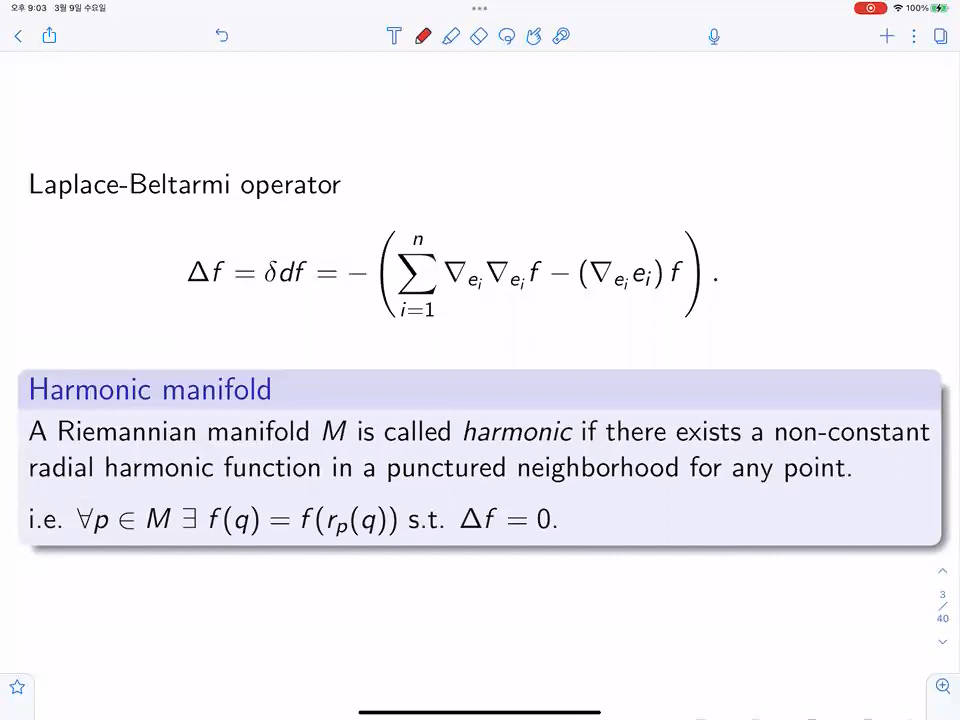 오후 9:03 3월 9일 수요일
100%
Laplace-Beltarmi operator
Δf = δdf = − ( ∑_{i=1}^{n} ∇_{e_i}∇_{e_i} f − (∇_{e_i} e_i) f ) .
Harmonic manifold
A Riemannian manifold M is called harmonic if there exists a non-constant
radial harmonic function in a punctured neighborhood for any point.
i.e. ∀p ∈ M ∃ f(q) = f(r_p(q)) s.t. Δf = 0.
3
/
40